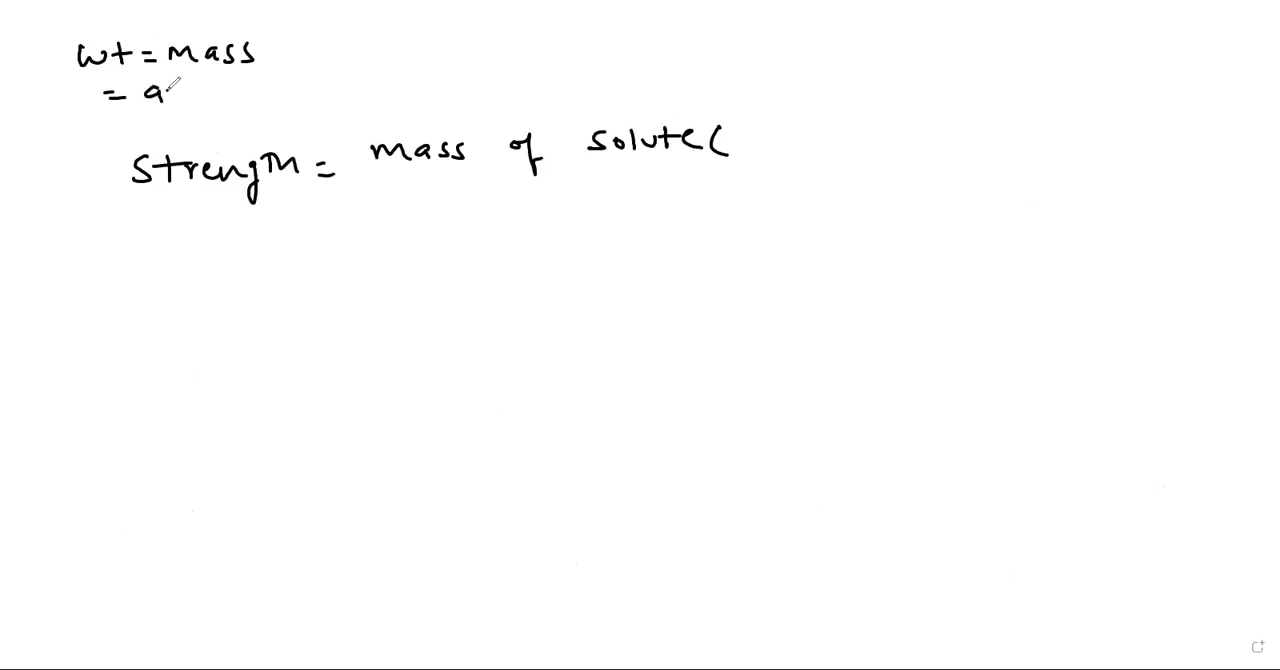 wt = mass
= a
Strength = mass of solute (